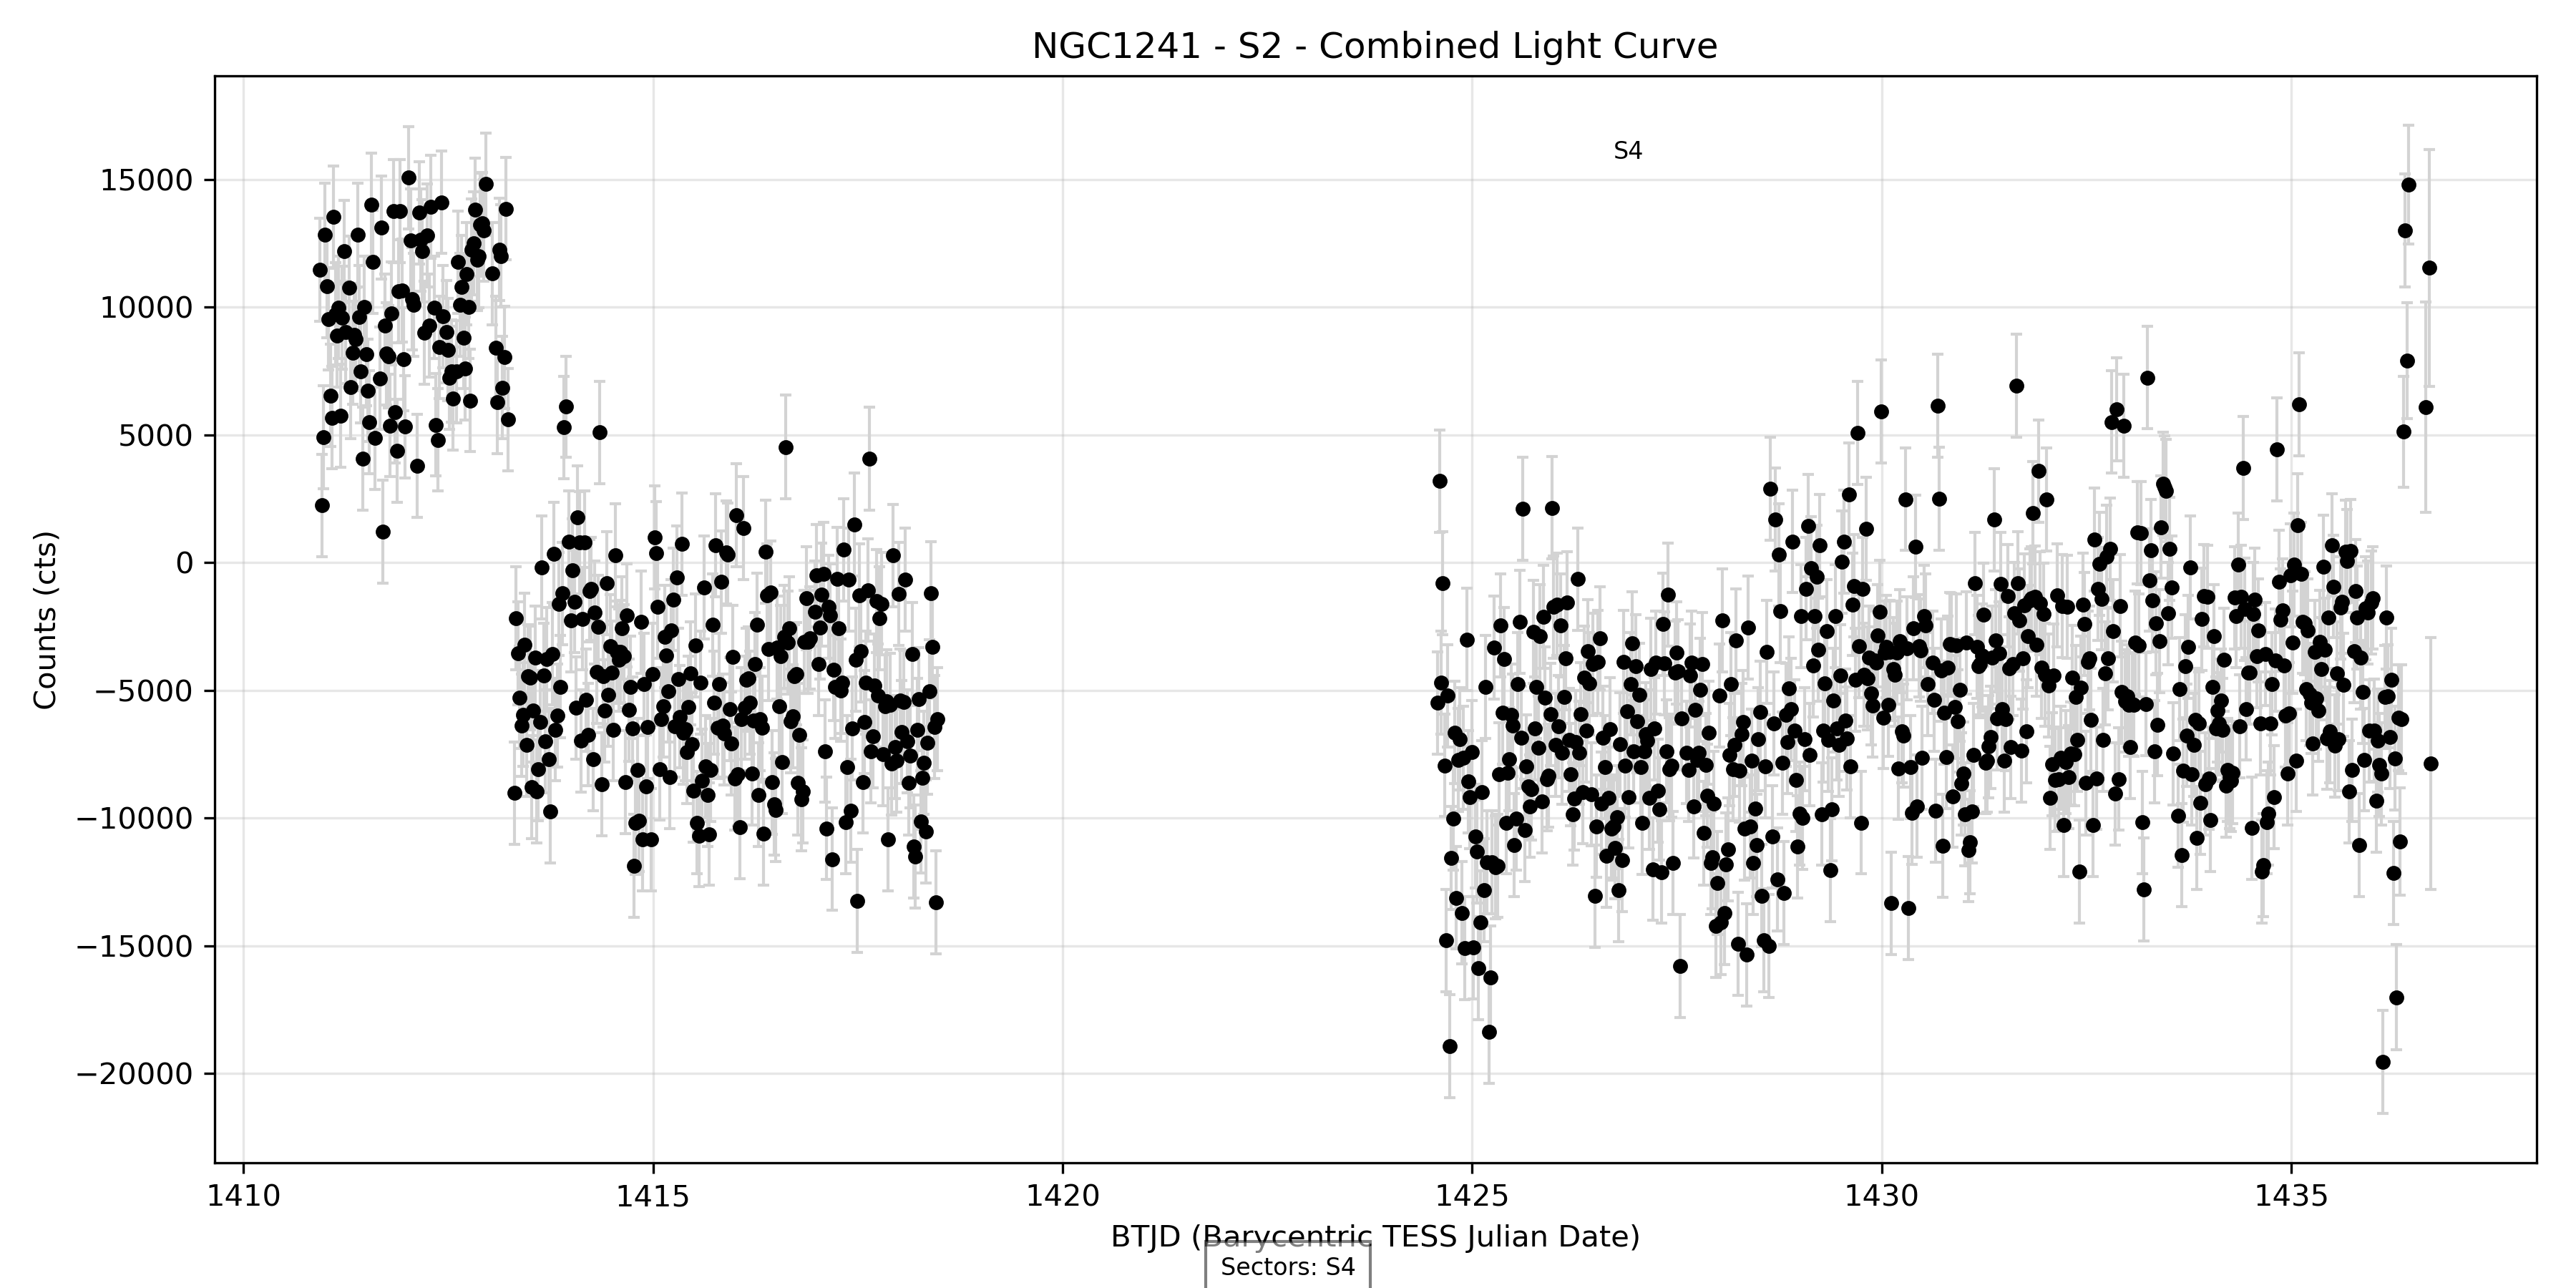 NGC1241 - S2 - Combined Light Curve
S4
15000
10000
5000
0
−5000
−10000
−15000
−20000
Counts (cts)
1410 1415 1420 1425 1430 1435
BTJD (Barycentric TESS Julian Date)
Sectors: S4